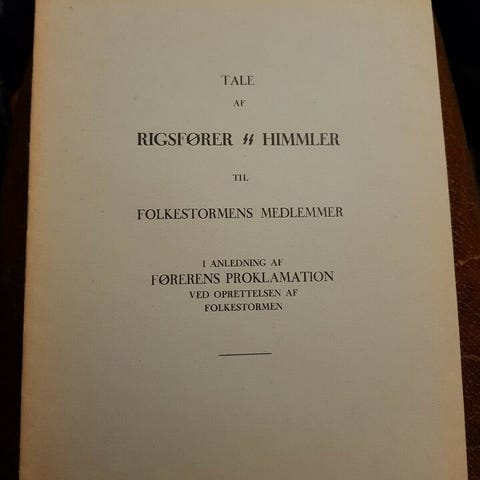 TALE
AF
RIGSFØRER ᛋᛋ HIMMLER
TIL
FOLKESTORMENS MEDLEMMER
I ANLEDNING AF
FØRERENS PROKLAMATION
VED OPRETTELSEN AF
FOLKESTORMEN